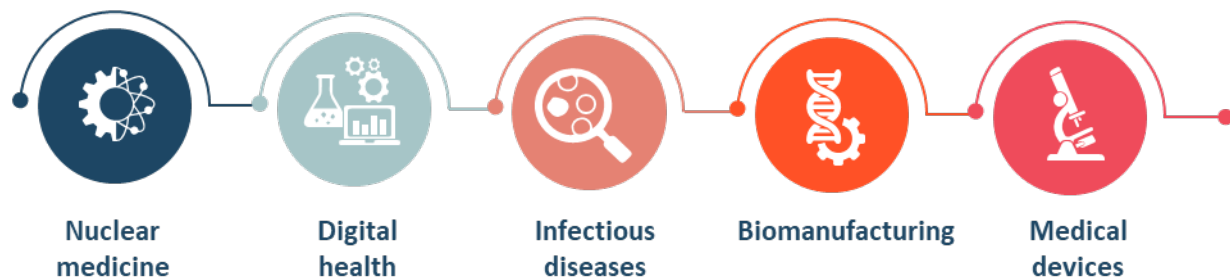 Nuclear
medicine
Digital
health
Infectious
diseases
Biomanufacturing
Medical
devices